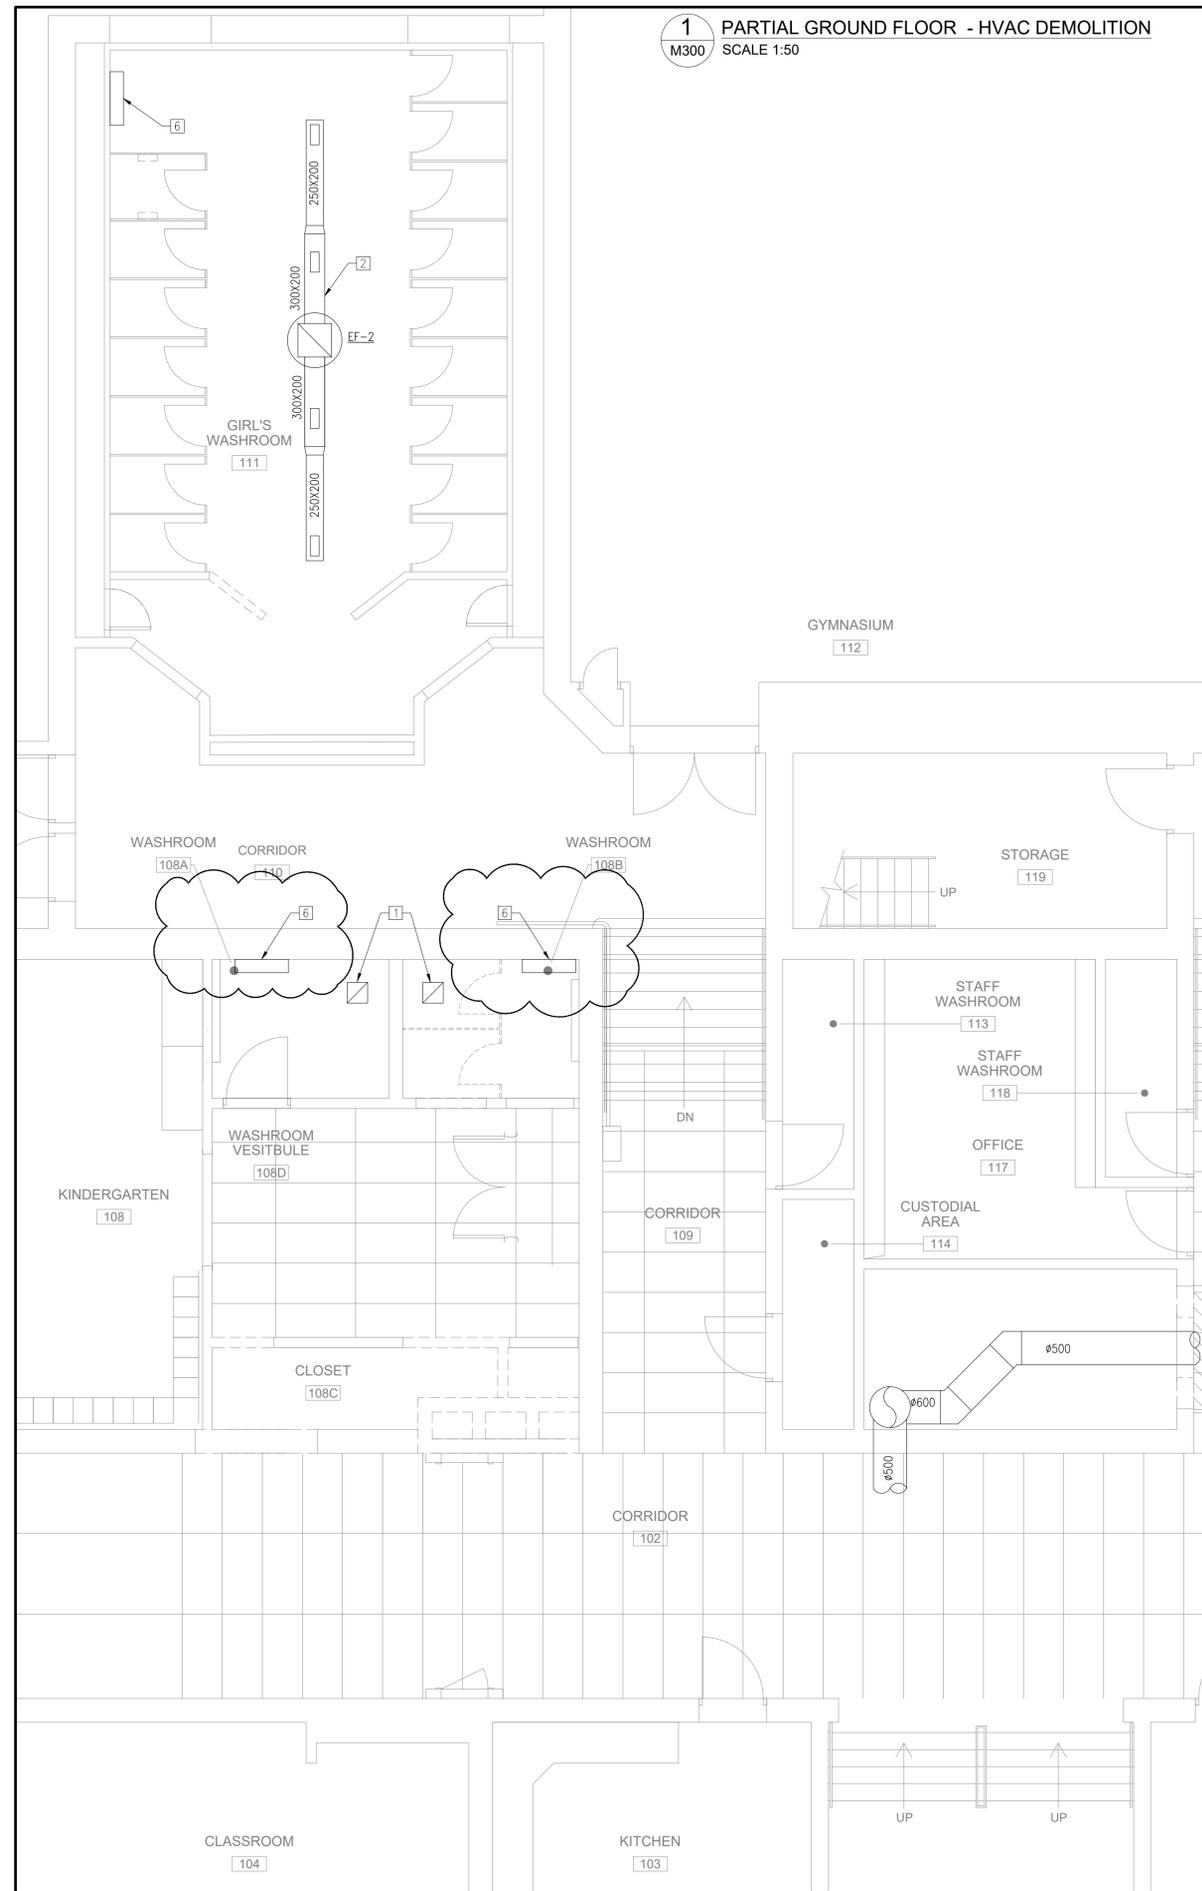 1
M300
PARTIAL GROUND FLOOR - HVAC DEMOLITION
SCALE 1:50
6
250X200
2
300X200
EF-2
300X200
GIRL'S
WASHROOM
111
250X200
GYMNASIUM
112
WASHROOM
108A
CORRIDOR
110
WASHROOM
108B
STORAGE
119
UP
6
1
6
STAFF
WASHROOM
113
STAFF
WASHROOM
118
DN
WASHROOM
VESITBULE
108D
OFFICE
117
KINDERGARTEN
108
CORRIDOR
109
CUSTODIAL
AREA
114
ø500
CLOSET
108C
ø600
ø500
CORRIDOR
102
UP
UP
CLASSROOM
104
KITCHEN
103